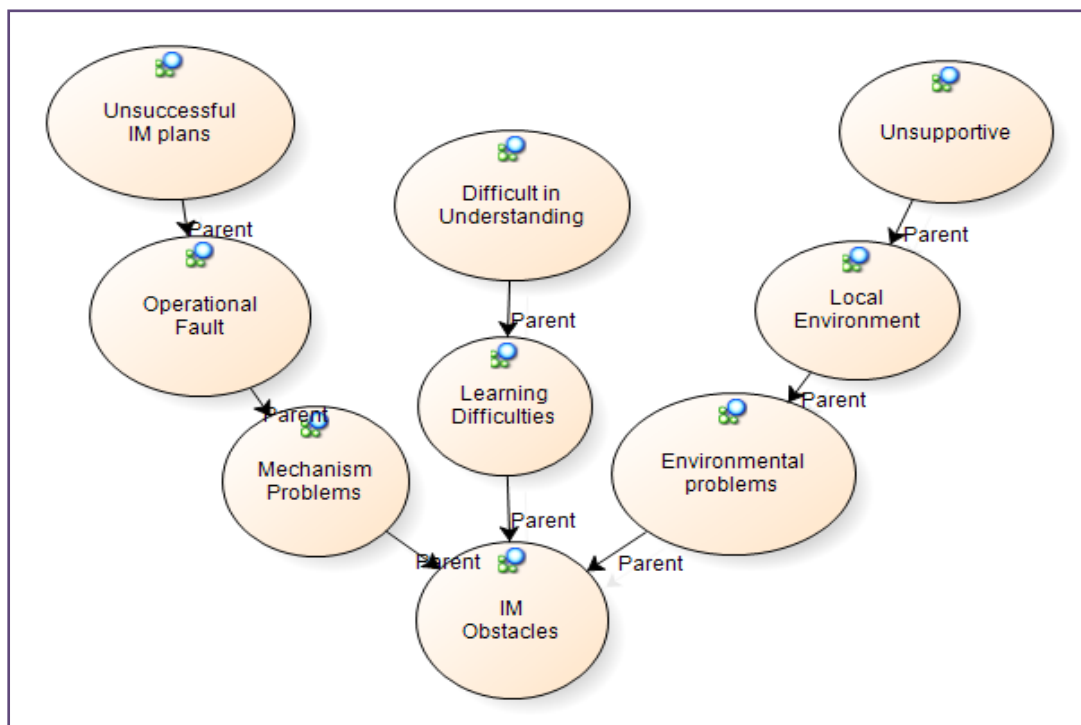 Unsuccessful
IM plans
Unsupportive
Difficult in
Understanding
Parent
Parent
Operational
Fault
Local
Environment
Parent
Learning
Difficulties
Parent
Parent
Mechanism
Problems
Environmental
problems
Parent
Parent
Parent
IM
Obstacles